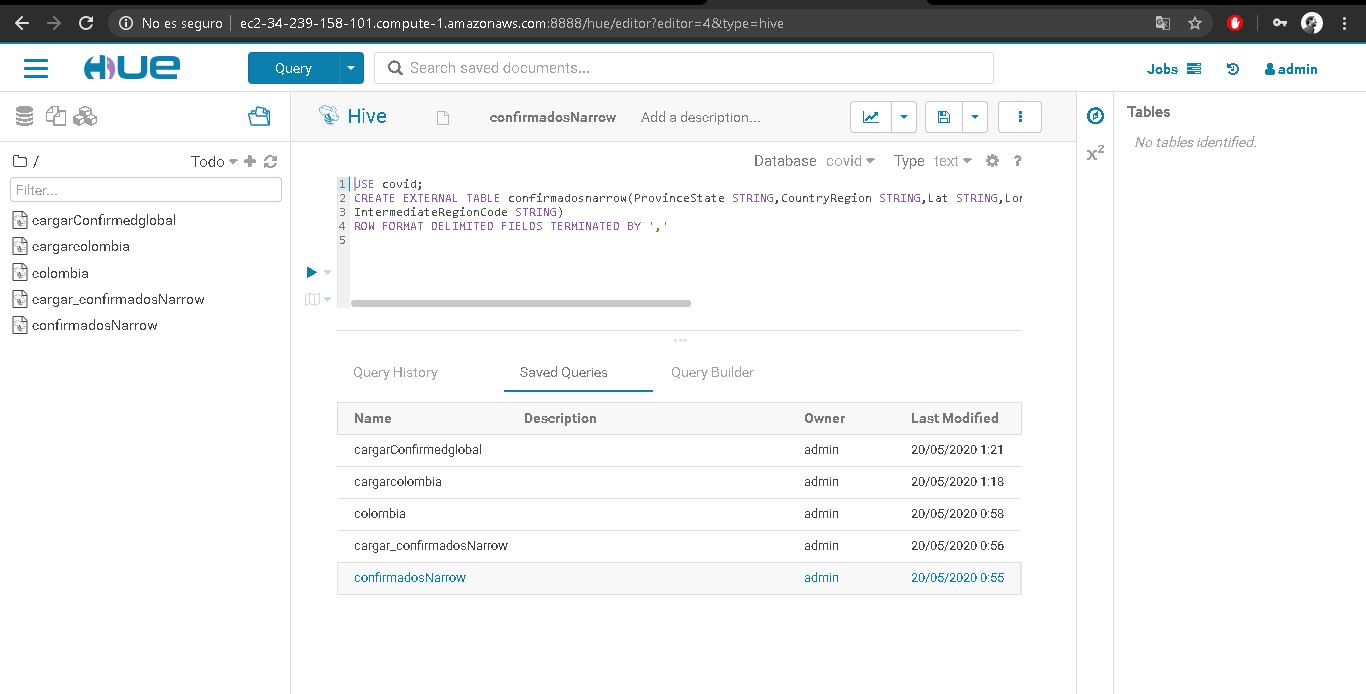 No es seguro | ec2-34-239-158-101.compute-1.amazonaws.com:8888/hue/editor?editor=4&type=hive
HUE
Query
Search saved documents...
Jobs
admin
Hive
confirmadosNarrow
Add a description...
Tables
No tables identified.
x²
/
Todo
Filter...
cargarConfirmedglobal
cargarcolombia
colombia
cargar_confirmadosNarrow
confirmadosNarrow
Database covid Type text ?
1 USE covid;
2 CREATE EXTERNAL TABLE confirmadosnarrow(ProvinceState STRING,CountryRegion STRING,Lat STRING,Lor
3 IntermediateRegionCode STRING)
4 ROW FORMAT DELIMITED FIELDS TERMINATED BY ','
5
Query History Saved Queries Query Builder
Name Description Owner Last Modified
cargarConfirmedglobal admin 20/05/2020 1:21
cargarcolombia admin 20/05/2020 1:18
colombia admin 20/05/2020 0:58
cargar_confirmadosNarrow admin 20/05/2020 0:56
confirmadosNarrow admin 20/05/2020 0:55